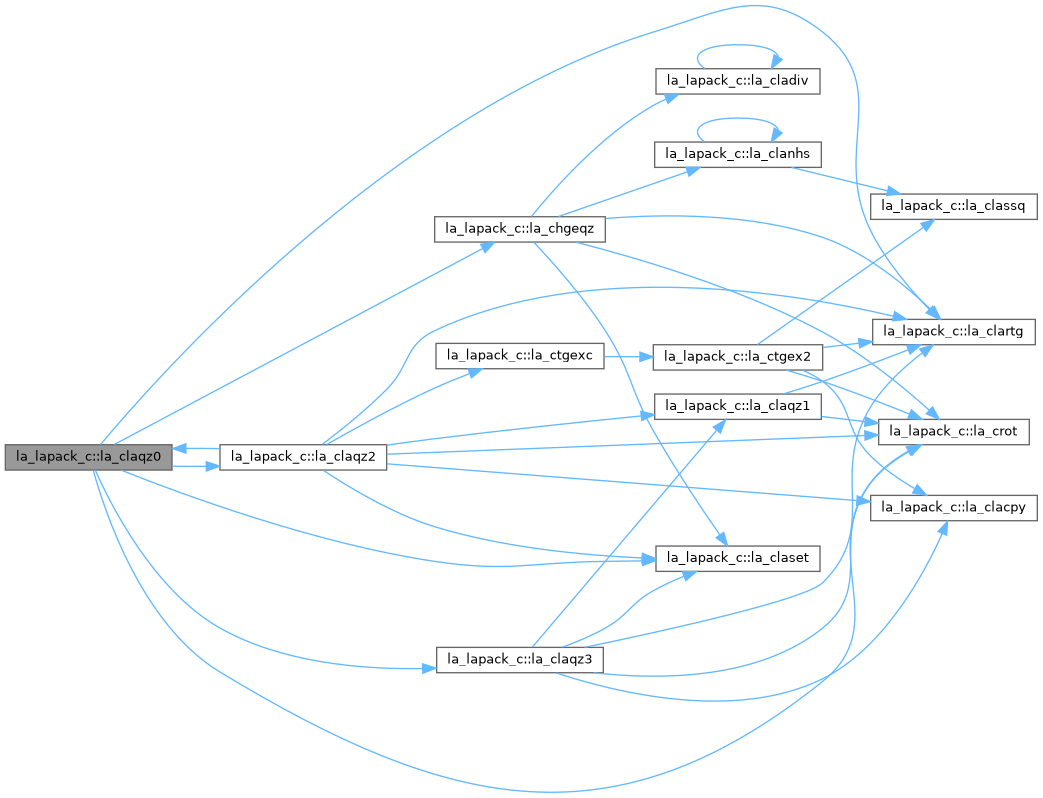 la_lapack_c::la_cladiv
la_lapack_c::la_clanhs
la_lapack_c::la_classq
la_lapack_c::la_chgeqz
la_lapack_c::la_clartg
la_lapack_c::la_ctgexc
la_lapack_c::la_ctgex2
la_lapack_c::la_claqz1
la_lapack_c::la_crot
la_lapack_c::la_claqz0
la_lapack_c::la_claqz2
la_lapack_c::la_clacpy
la_lapack_c::la_claset
la_lapack_c::la_claqz3